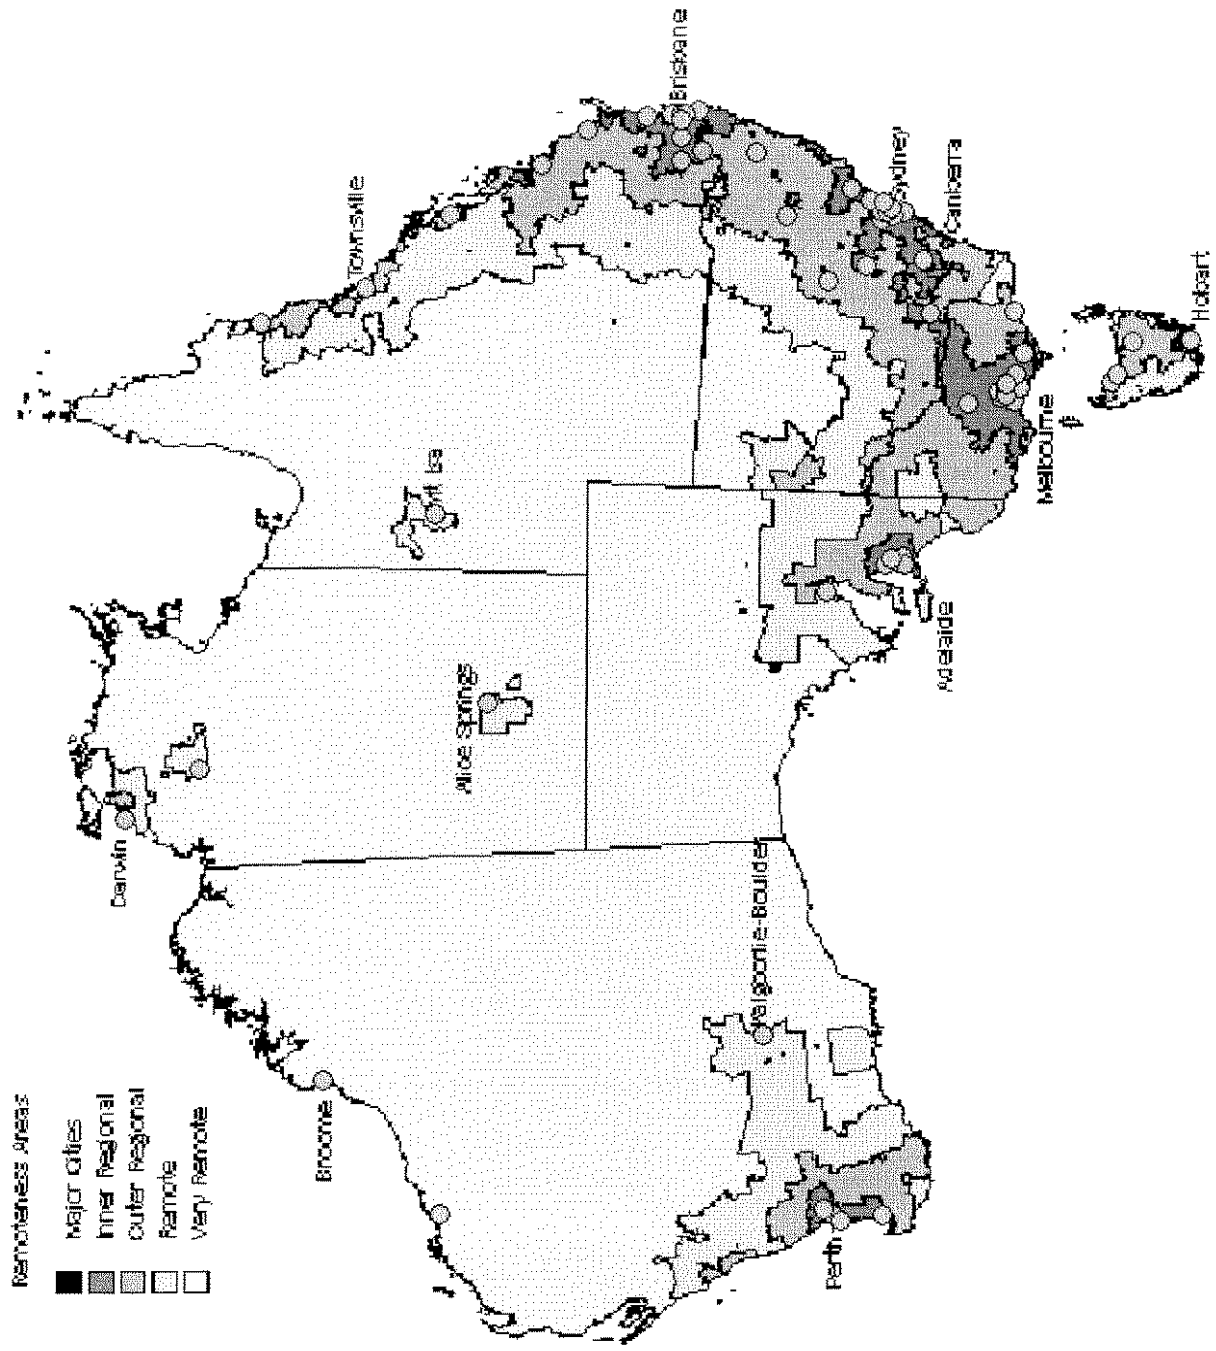 Remoteness Areas
Major cities
Inner Regional
Outer Regional
Remote
Very Remote
Darwin
Broome
Townsville
Mt Isa
Alice Springs
Brisbane
Kalgoorlie-Boulder
Perth
Sydney
Canberra
Adelaide
Melbourne
Hobart